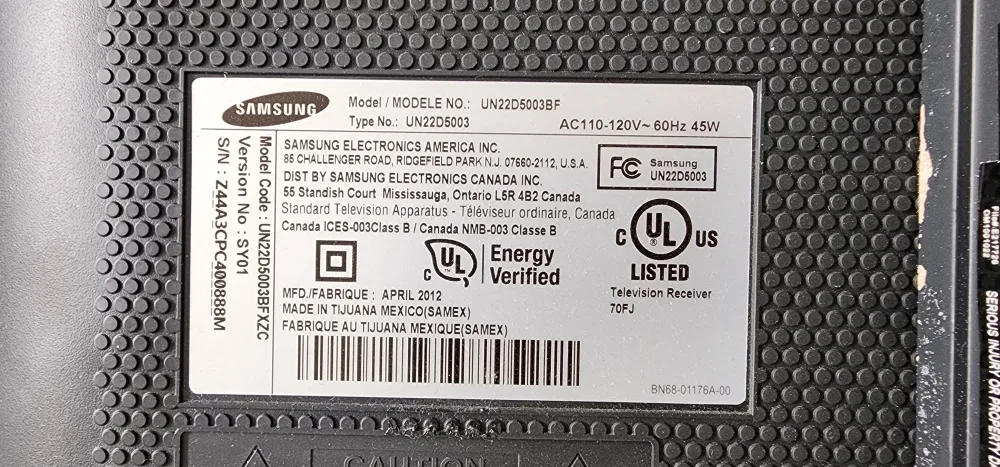 SAMSUNG
Model / MODELE NO.: UN22D5003BF
Type No.: UN22D5003
AC110-120V~ 60Hz 45W
Model Code : UN22D5003BFXZC
Version No : SY01
S/N : Z44A3CPC400888M
SAMSUNG ELECTRONICS AMERICA INC.
85 CHALLENGER ROAD, RIDGEFIELD PARK N.J. 07660-2112, U.S.A.
DIST BY SAMSUNG ELECTRONICS CANADA INC.
55 Standish Court Mississauga, Ontario L5R 4B2 Canada
Standard Television Apparatus - Téléviseur ordinaire, Canada
Canada ICES-003Class B / Canada NMB-003 Classe B
FC Samsung
UN22D5003
C UL US
®
LISTED
Television Receiver
70FJ
C UL TM
Energy
Verified
MFD./FABRIQUE : APRIL 2012
MADE IN TIJUANA MEXICO(SAMEX)
FABRIQUE AU TIJUANA MEXIQUE(SAMEX)
BN68-01176A-00
CAUTION
SERIOUS INJURY OR PROPERTY